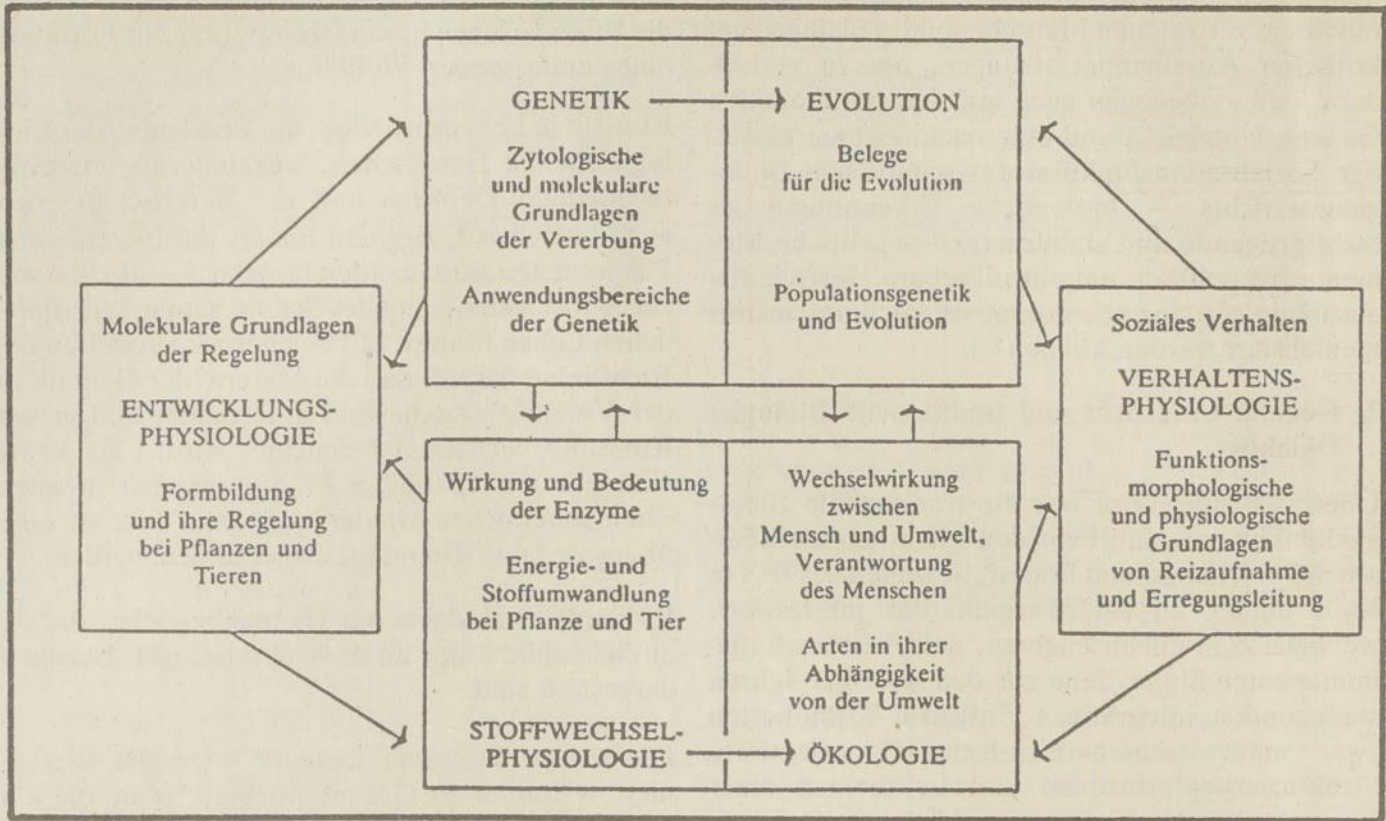 GENETIK
Zytologische
und molekulare
Grundlagen
der Vererbung
Anwendungsbereiche
der Genetik
EVOLUTION
Belege
für die Evolution
Populationsgenetik
und Evolution
Molekulare Grundlagen
der Regelung
ENTWICKLUNGS-
PHYSIOLOGIE
Formbildung
und ihre Regelung
bei Pflanzen und
Tieren
Wirkung und Bedeutung
der Enzyme
Energie- und
Stoffumwandlung
bei Pflanze und Tier
STOFFWECHSEL-
PHYSIOLOGIE
Wechselwirkung
zwischen
Mensch und Umwelt,
Verantwortung
des Menschen
Arten in ihrer
Abhängigkeit
von der Umwelt
ÖKOLOGIE
Soziales Verhalten
VERHALTENS-
PHYSIOLOGIE
Funktions-
morphologische
und physiologische
Grundlagen
von Reizaufnahme
und Erregungsleitung